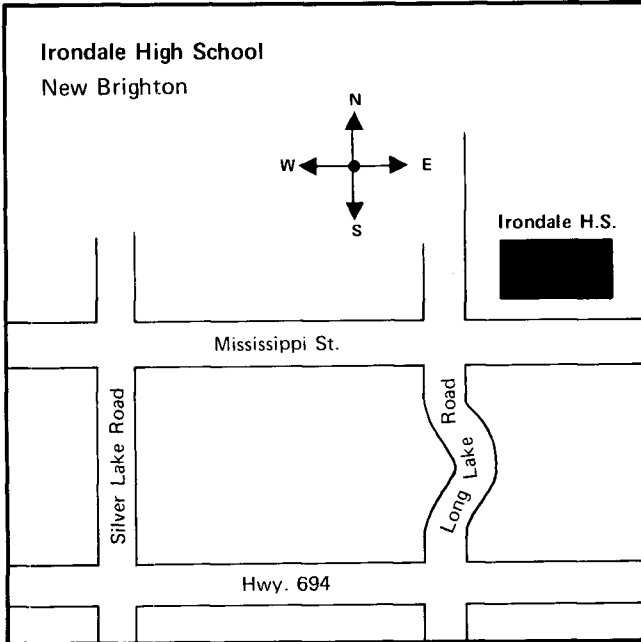 Irondale High School
New Brighton
N
W
E
S
Irondale H.S.
Mississippi St.
Silver Lake Road
Long Lake Road
Hwy. 694